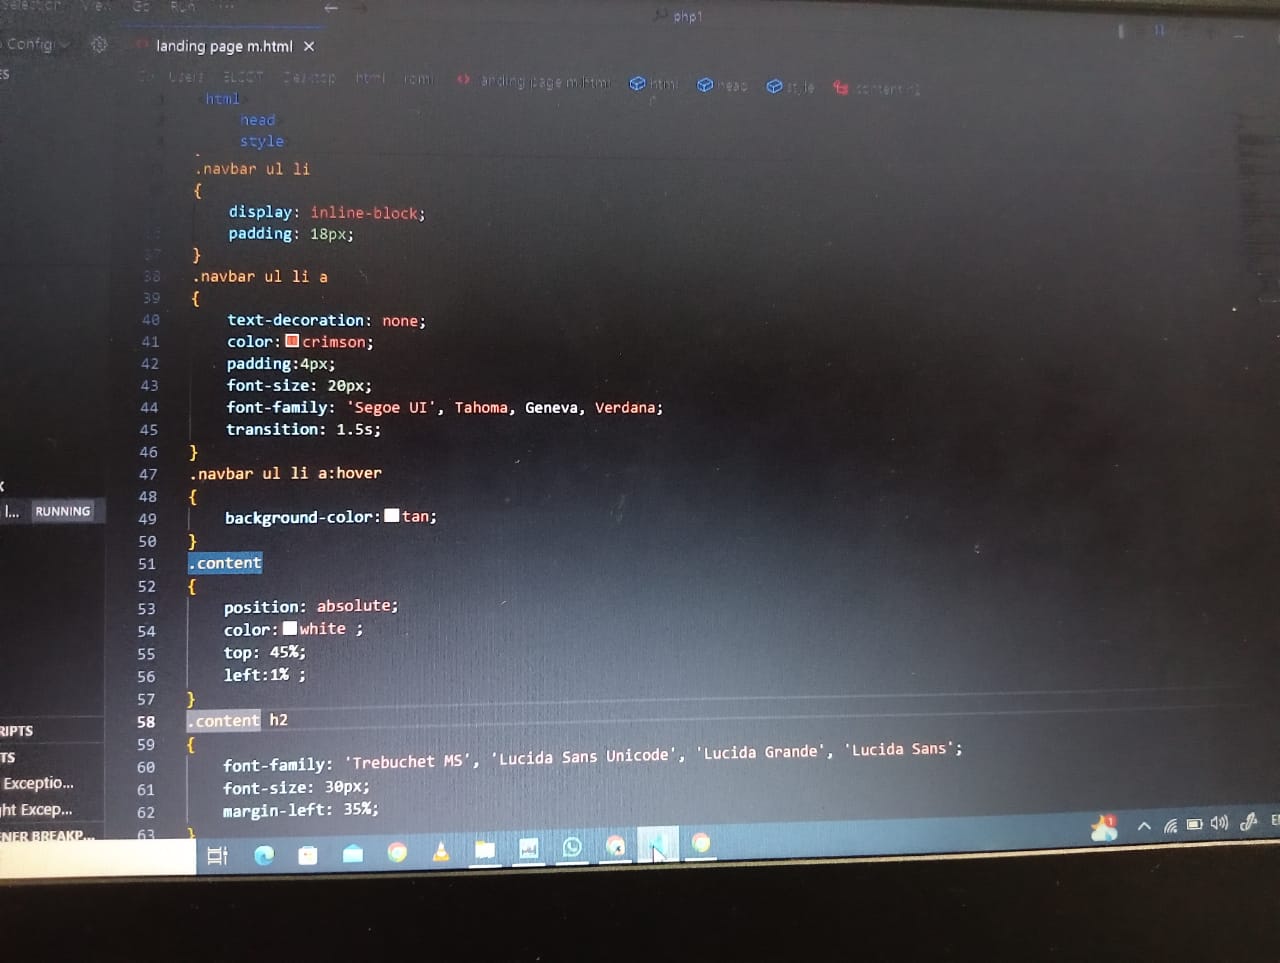 Go Run ...
php1
Config
landing page m.html ×
ES
Users Desktop html landing page m.html html head style .content h2
html
head
style
.navbar ul li
{
display: inline-block;
padding: 18px;
37 }
38 .navbar ul li a
39 {
40 text-decoration: none;
41 color: crimson;
42 padding:4px;
43 font-size: 20px;
44 font-family: 'Segoe UI', Tahoma, Geneva, Verdana;
45 transition: 1.5s;
46 }
47 .navbar ul li a:hover
48 {
49 background-color: tan;
50 }
51 .content
52 {
53 position: absolute;
54 color: white ;
55 top: 45%;
56 left:1% ;
57 }
58 .content h2
59 {
60 font-family: 'Trebuchet MS', 'Lucida Sans Unicode', 'Lucida Grande', 'Lucida Sans';
61 font-size: 30px;
62 margin-left: 35%;
63 }
K
l... RUNNING
RIPTS
TS
Exceptio...
ht Excep...
NER BREAKP...
1
EN